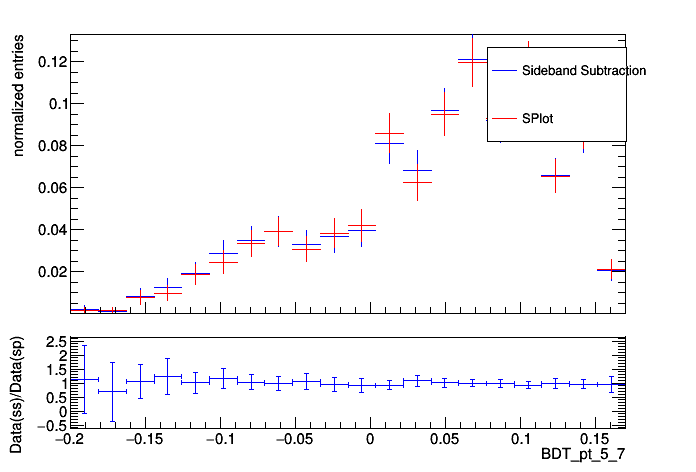 normalized entries
0.12
0.1
0.08
0.06
0.04
0.02
Sideband Subtraction
SPlot
Data(ss)/Data(sp)
2.5
2
1.5
1
0.5
0
−0.5
−0.2 −0.15 −0.1 −0.05 0 0.05 0.1 0.15
BDT_pt_5_7